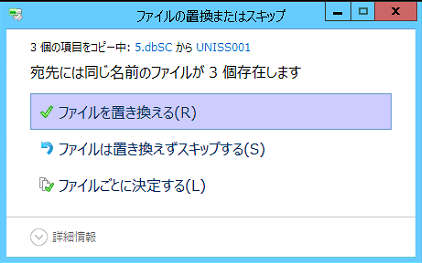 ファイルの置換またはスキップ
3 個の項目をコピー中: 5.dbSC から UNISS001
宛先には同じ名前のファイルが 3 個存在します
ファイルを置き換える(R)
ファイルは置き換えずスキップする(S)
ファイルごとに決定する(L)
詳細情報